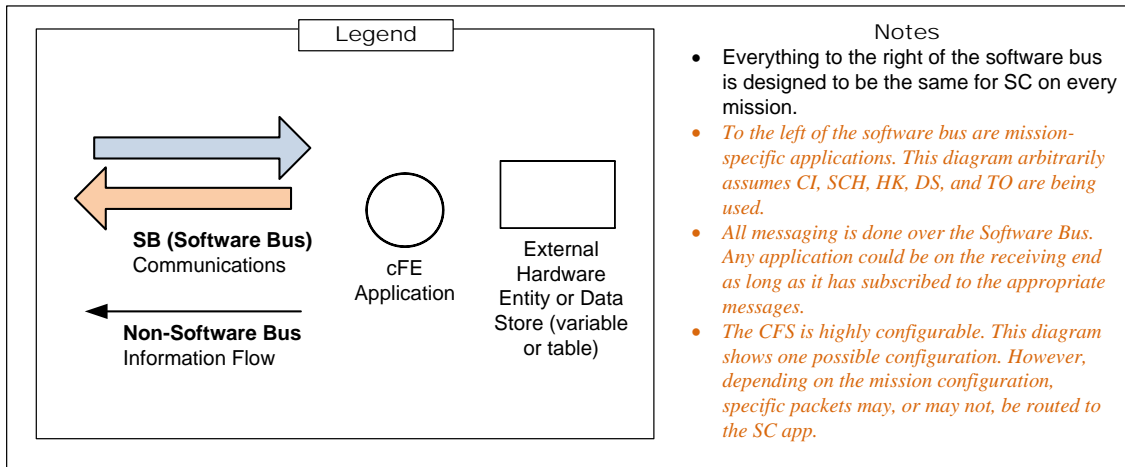 Legend
SB (Software Bus)
Communications
Non-Software Bus
Information Flow
cFE
Application
External
Hardware
Entity or Data
Store (variable
or table)
Notes
• Everything to the right of the software bus
is designed to be the same for SC on every
mission.
• To the left of the software bus are mission-
specific applications. This diagram arbitrarily
assumes CI, SCH, HK, DS, and TO are being
used.
• All messaging is done over the Software Bus.
Any application could be on the receiving end
as long as it has subscribed to the appropriate
messages.
• The CFS is highly configurable. This diagram
shows one possible configuration. However,
depending on the mission configuration,
specific packets may, or may not, be routed to
the SC app.